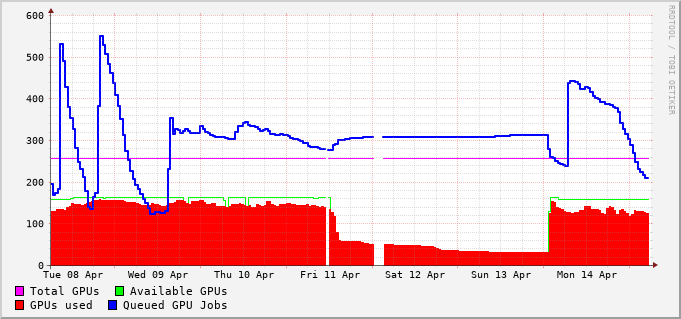 600
500
400
300
200
100
0
Tue 08 Apr Wed 09 Apr Thu 10 Apr Fri 11 Apr Sat 12 Apr Sun 13 Apr Mon 14 Apr
Total GPUs Available GPUs
GPUs used Queued GPU Jobs
RRDTOOL / TOBI OETIKER